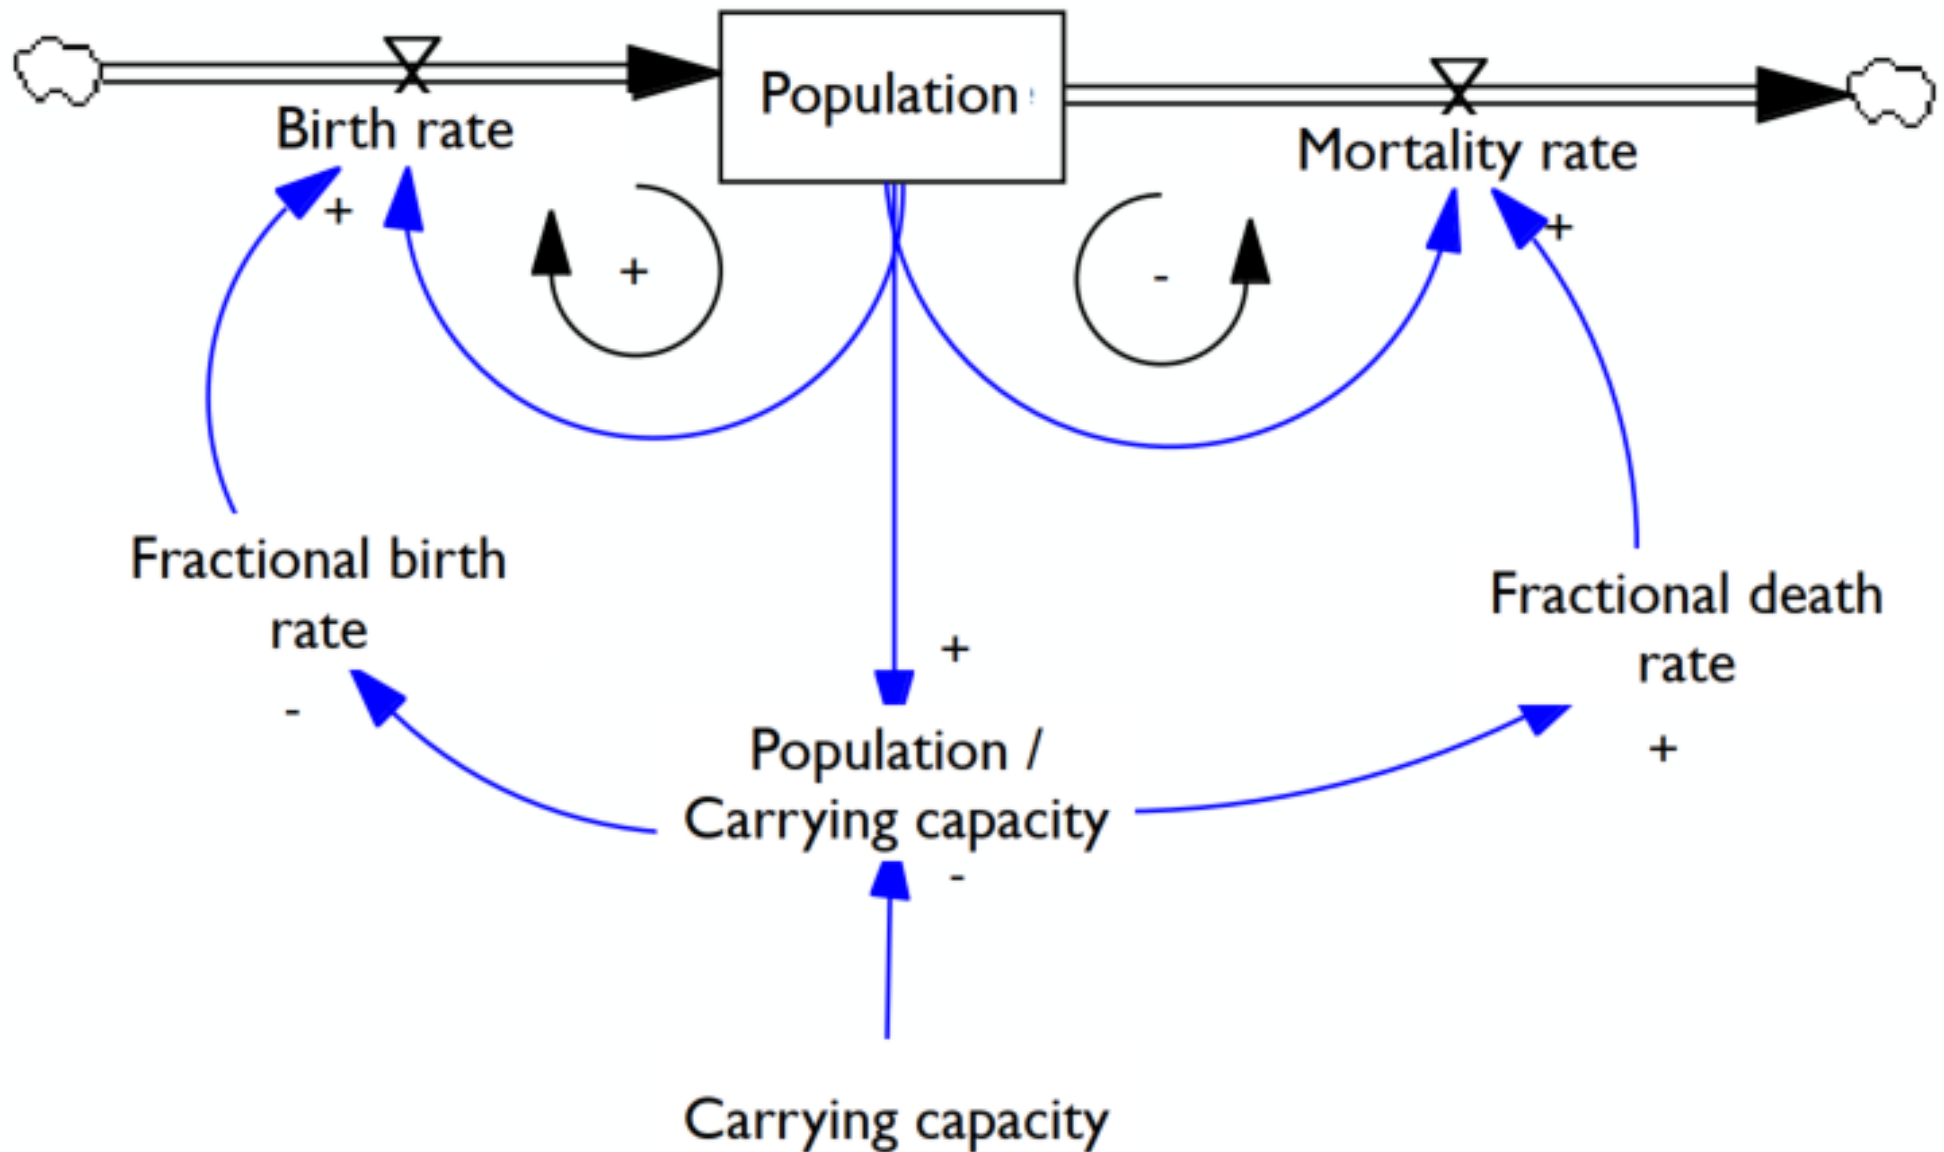 Population
Birth rate
Mortality rate
+
+
+
-
Fractional birth
rate
Fractional death
rate
+
-
+
Population /
Carrying capacity
-
Carrying capacity